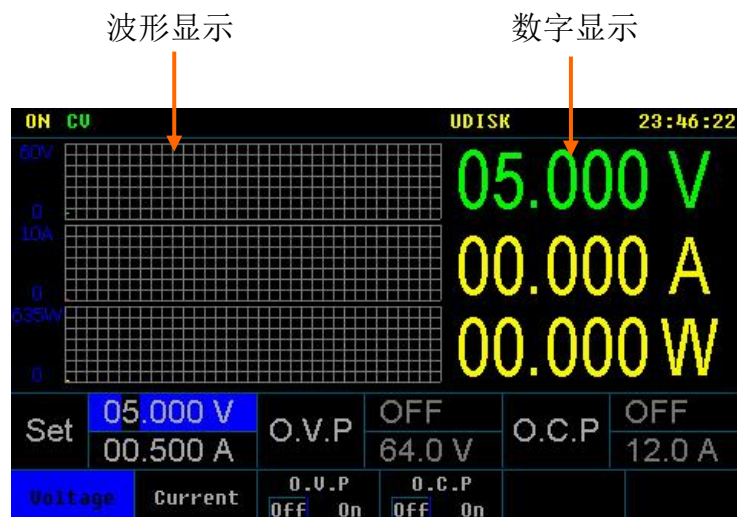 波形显示 数字显示
ON CV UDISK 23:46:22
60V
05.000 V
0
10A
00.000 A
0
635W
00.000 W
0
Set 05.000 V O.V.P OFF O.C.P OFF
00.500 A 64.0 V 12.0 A
Voltage Current O.V.P O.C.P
Off On Off On